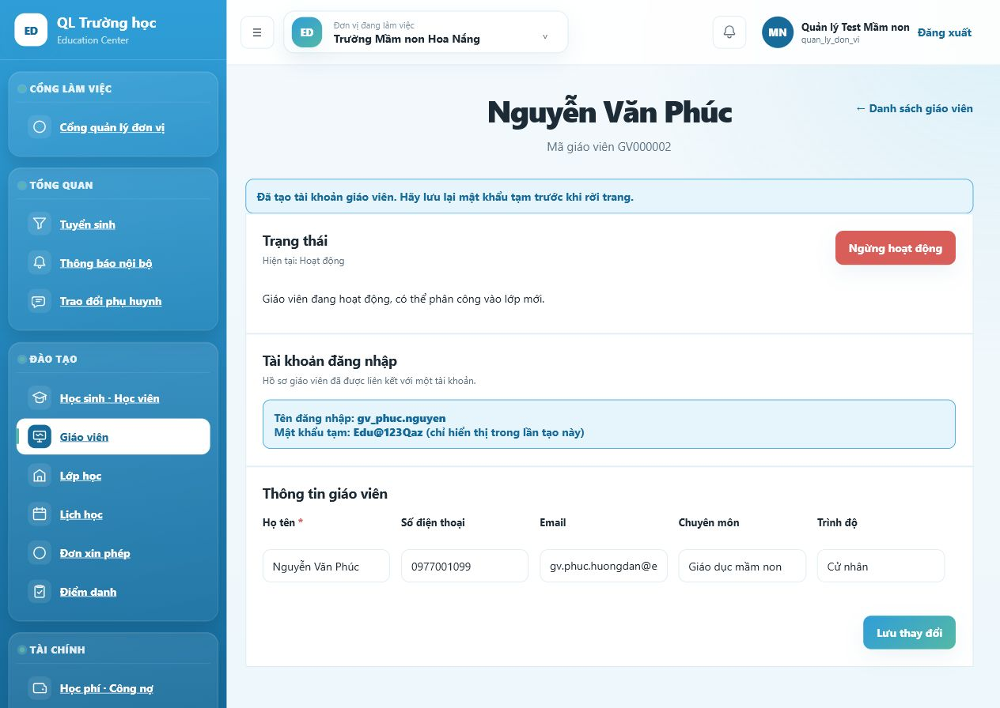 ED
QL Trường học
Education Center
CỔNG LÀM VIỆC
Cổng quản lý đơn vị
TỔNG QUAN
Tuyển sinh
Thông báo nội bộ
Trao đổi phụ huynh
ĐÀO TẠO
Học sinh · Học viên
Giáo viên
Lớp học
Lịch học
Đơn xin phép
Điểm danh
TÀI CHÍNH
Học phí · Công nợ
ED
Đơn vị đang làm việc
Trường Mầm non Hoa Nắng
MN
Quản lý Test Mầm non
quan_ly_don_vi
Đăng xuất
Nguyễn Văn Phúc
← Danh sách giáo viên
Mã giáo viên GV000002
Đã tạo tài khoản giáo viên. Hãy lưu lại mật khẩu tạm trước khi rời trang.
Trạng thái
Hiện tại: Hoạt động
Ngừng hoạt động
Giáo viên đang hoạt động, có thể phân công vào lớp mới.
Tài khoản đăng nhập
Hồ sơ giáo viên đã được liên kết với một tài khoản.
Tên đăng nhập: gv_phuc.nguyen
Mật khẩu tạm: Edu@123Qaz (chỉ hiển thị trong lần tạo này)
Thông tin giáo viên
Họ tên * Số điện thoại Email Chuyên môn Trình độ
Nguyễn Văn Phúc 0977001099 gv.phuc.huongdan@e Giáo dục mầm non Cử nhân
Lưu thay đổi